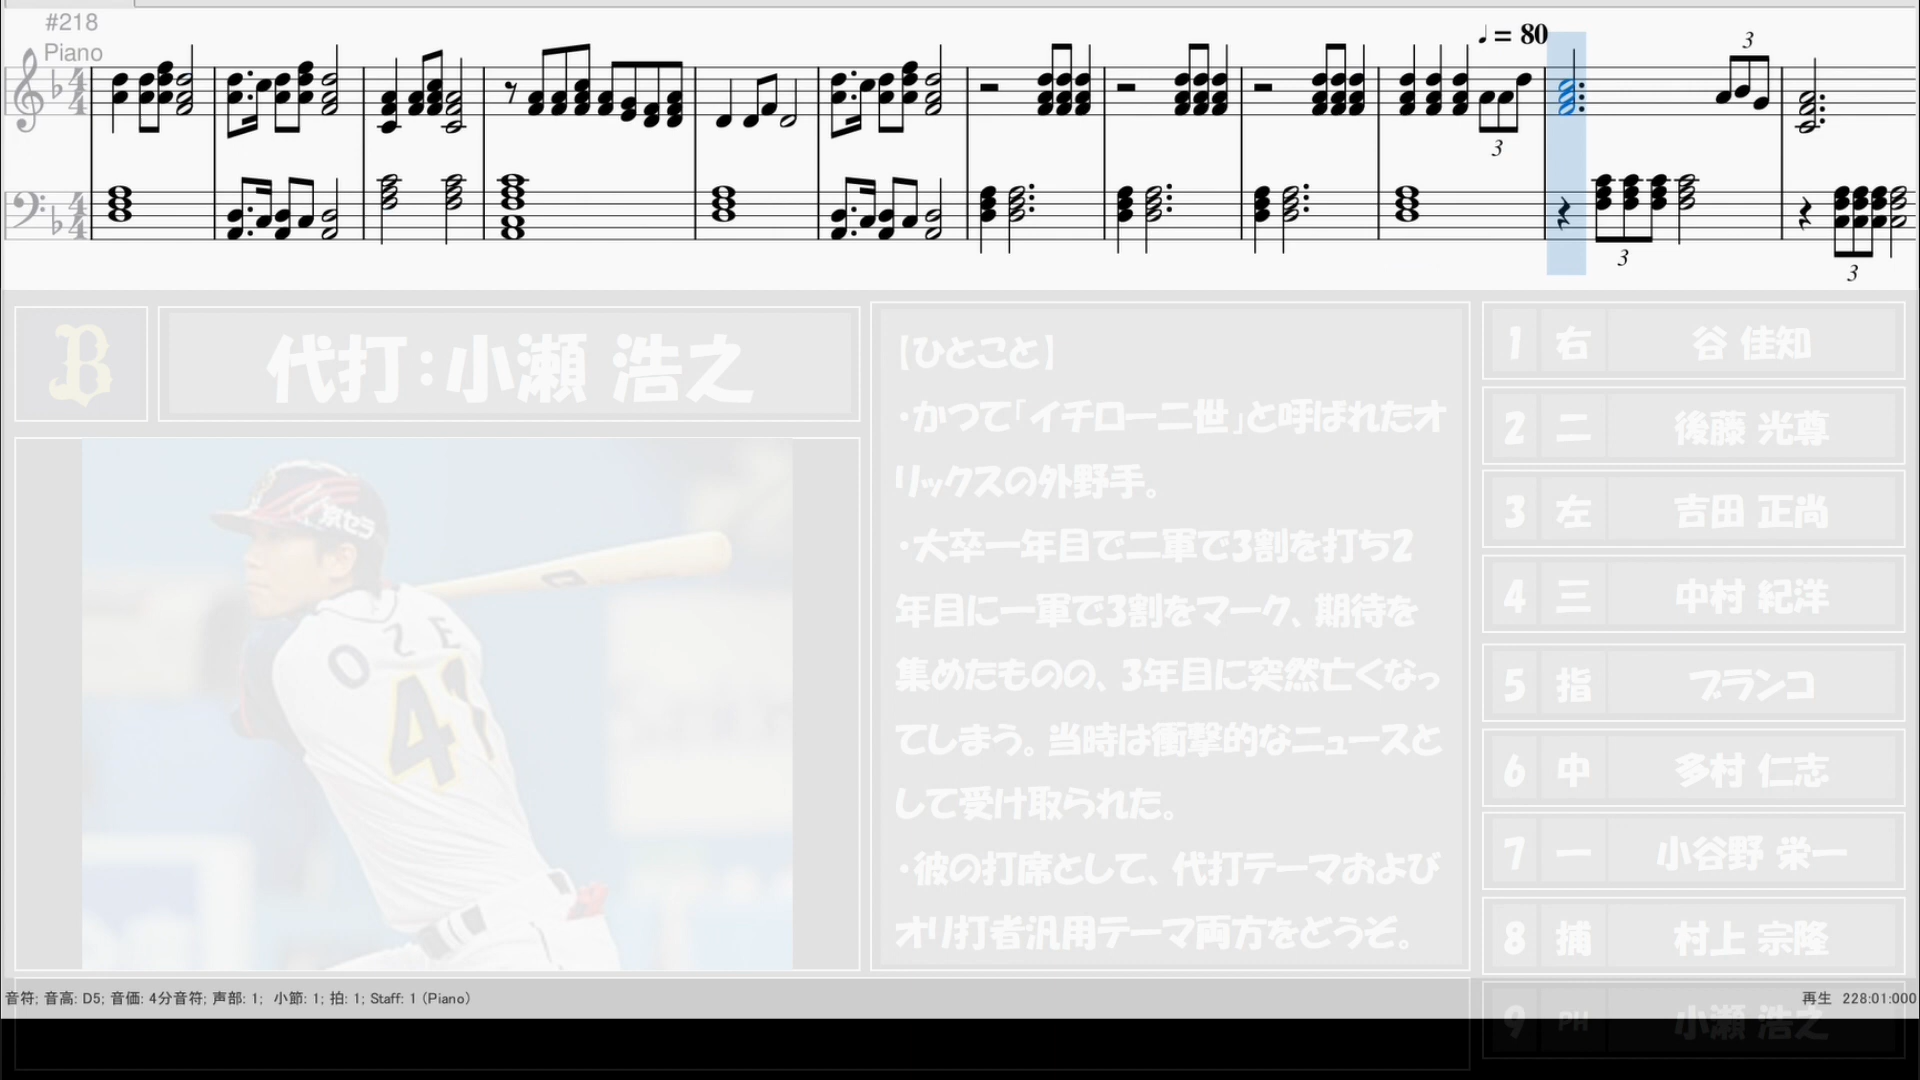 #218
Piano
♩= 80
3
3
3
3
B
代打:小瀬 浩之
OZE
41
京セラ
【ひとこと】
・かつて「イチロー二世」と呼ばれたオ
リックスの外野手。
・大卒一年目で二軍で3割を打ち2
年目に一軍で3割をマーク、期待を
集めたものの、3年目に突然亡くなっ
てしまう。当時は衝撃的なニュースと
して受け取られた。
・彼の打席として、代打テーマおよび
オリ打者汎用テーマ両方をどうぞ。
1 右 谷 佳知
2 二 後藤 光尊
3 左 吉田 正尚
4 三 中村 紀洋
5 指 ブランコ
6 中 多村 仁志
7 一 小谷野 栄一
8 捕 村上 宗隆
9 PH 小瀬 浩之
音符; 音高: D5; 音価: 4分音符; 声部: 1; 小節: 1; 拍: 1; Staff: 1 (Piano)
再生 228:01:000